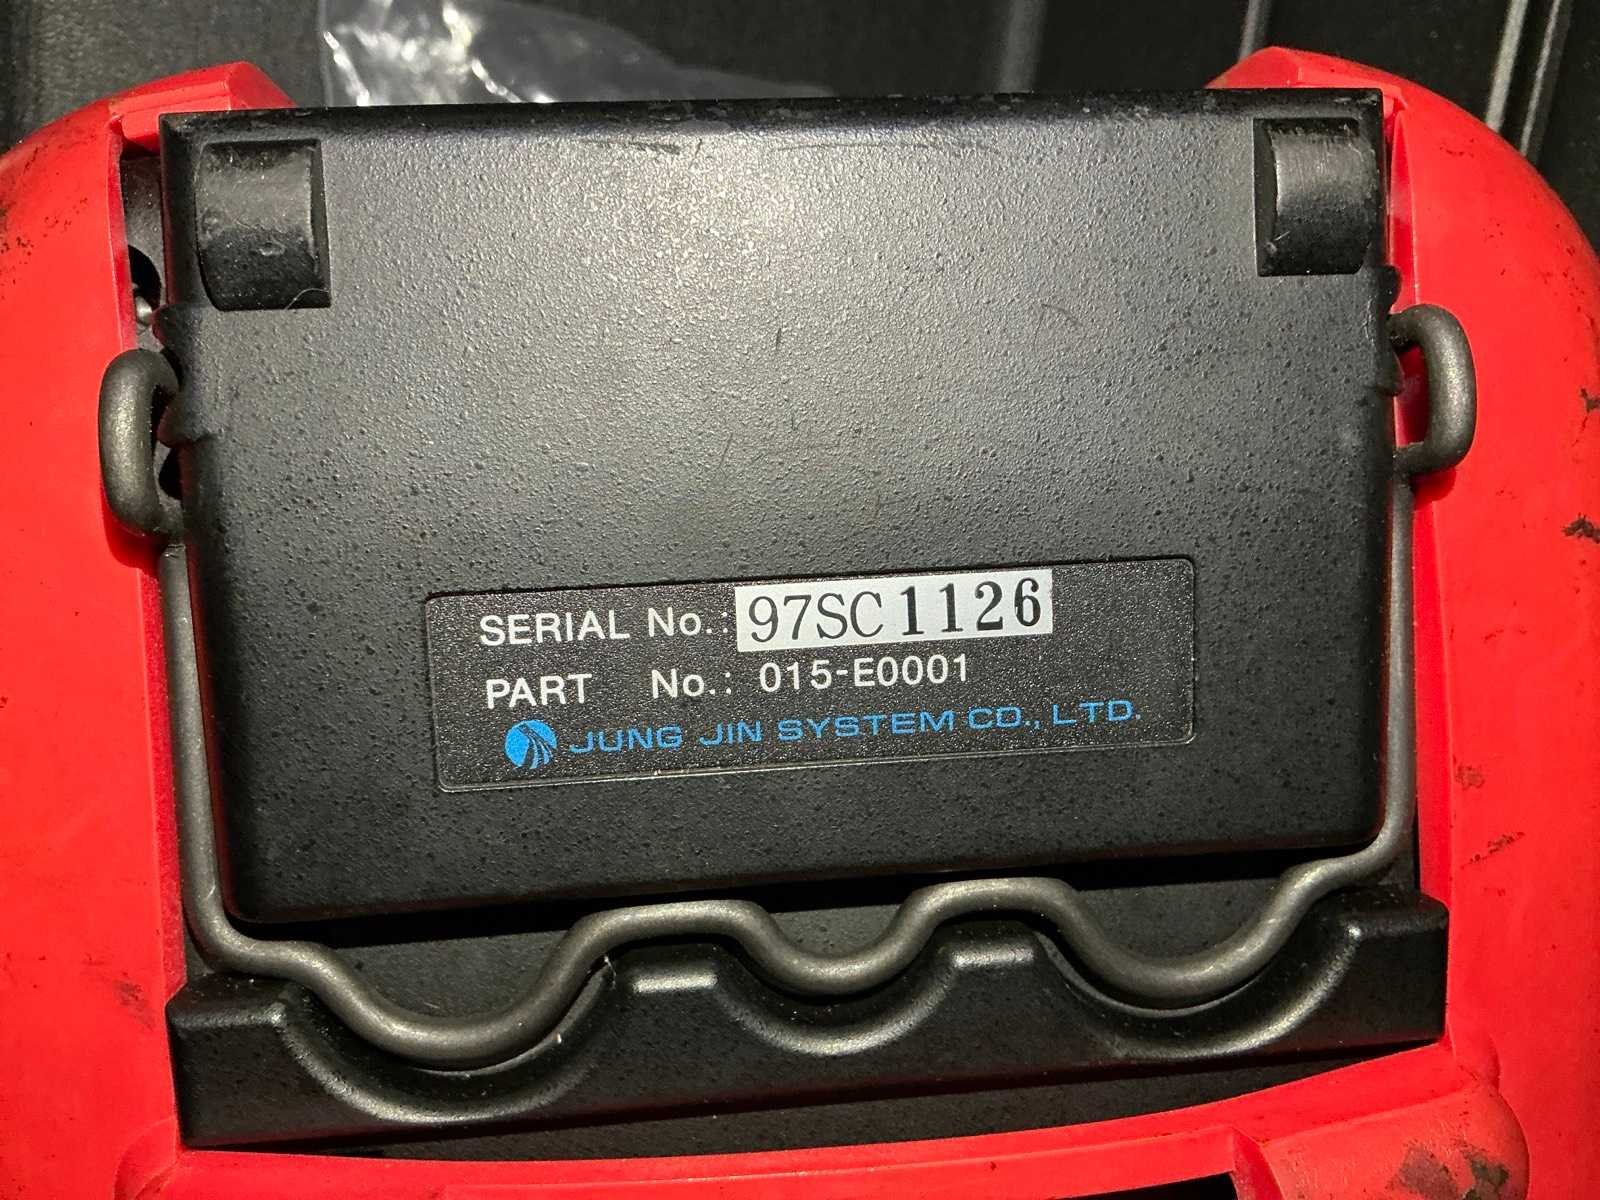 SERIAL No.: 97SC1126
PART No.: 015-E0001
JUNG JIN SYSTEM CO., LTD.